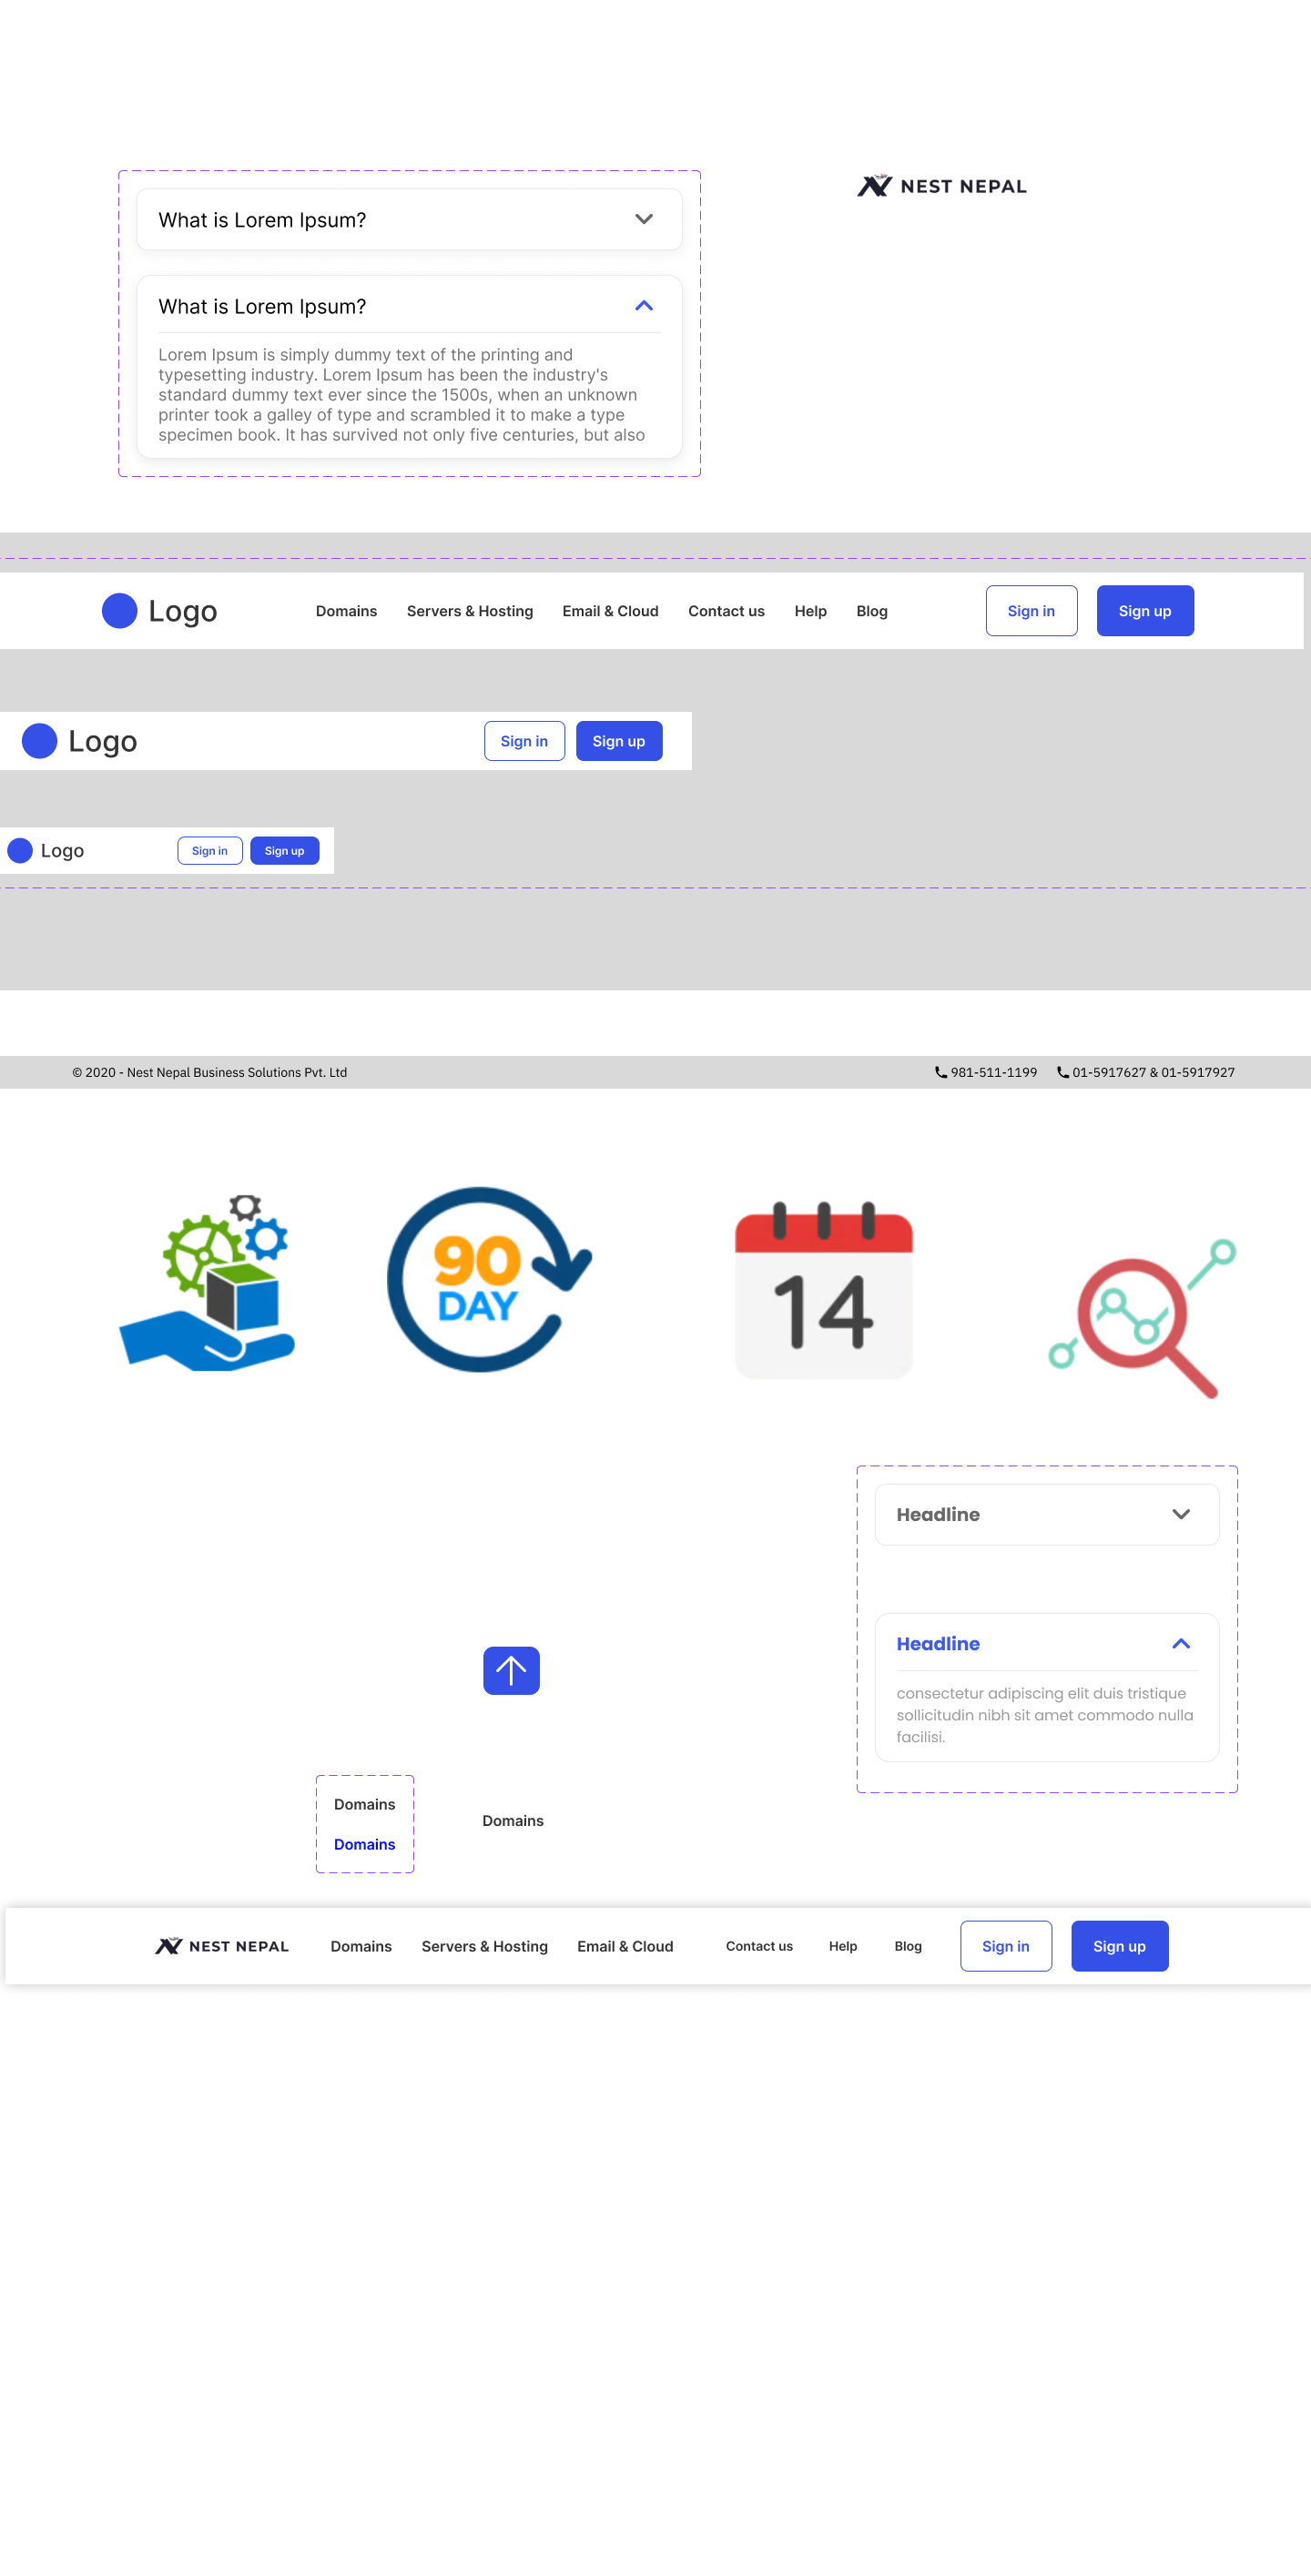 NEST NEPAL
What is Lorem Ipsum?
What is Lorem Ipsum?
Lorem Ipsum is simply dummy text of the printing and
typesetting industry. Lorem Ipsum has been the industry's
standard dummy text ever since the 1500s, when an unknown
printer took a galley of type and scrambled it to make a type
specimen book. It has survived not only five centuries, but also
Logo Domains Servers & Hosting Email & Cloud Contact us Help Blog Sign in Sign up
Logo Sign in Sign up
Logo Sign in Sign up
© 2020 - Nest Nepal Business Solutions Pvt. Ltd 981-511-1199 01-5917627 & 01-5917927
90
DAY
14
Headline
Headline
consectetur adipiscing elit duis tristique
sollicitudin nibh sit amet commodo nulla
facilisi.
Domains
Domains
Domains
NEST NEPAL Domains Servers & Hosting Email & Cloud Contact us Help Blog Sign in Sign up